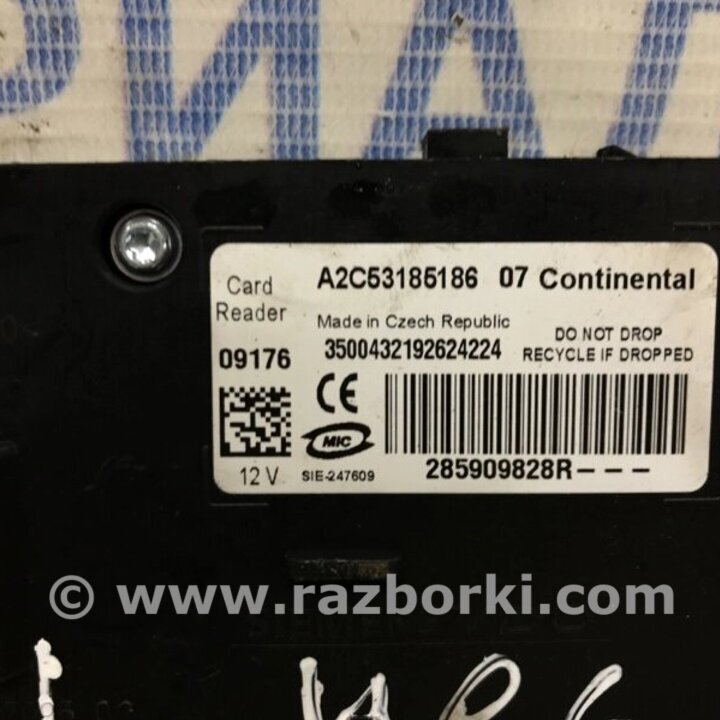 РИАЛ
Card Reader
A2C53185186 07 Continental
Made in Czech Republic
09176
3500432192624224
DO NOT DROP
RECYCLE IF DROPPED
CE
MIC
12 V
SIE-247609
285909828R---
© www.razborki.com